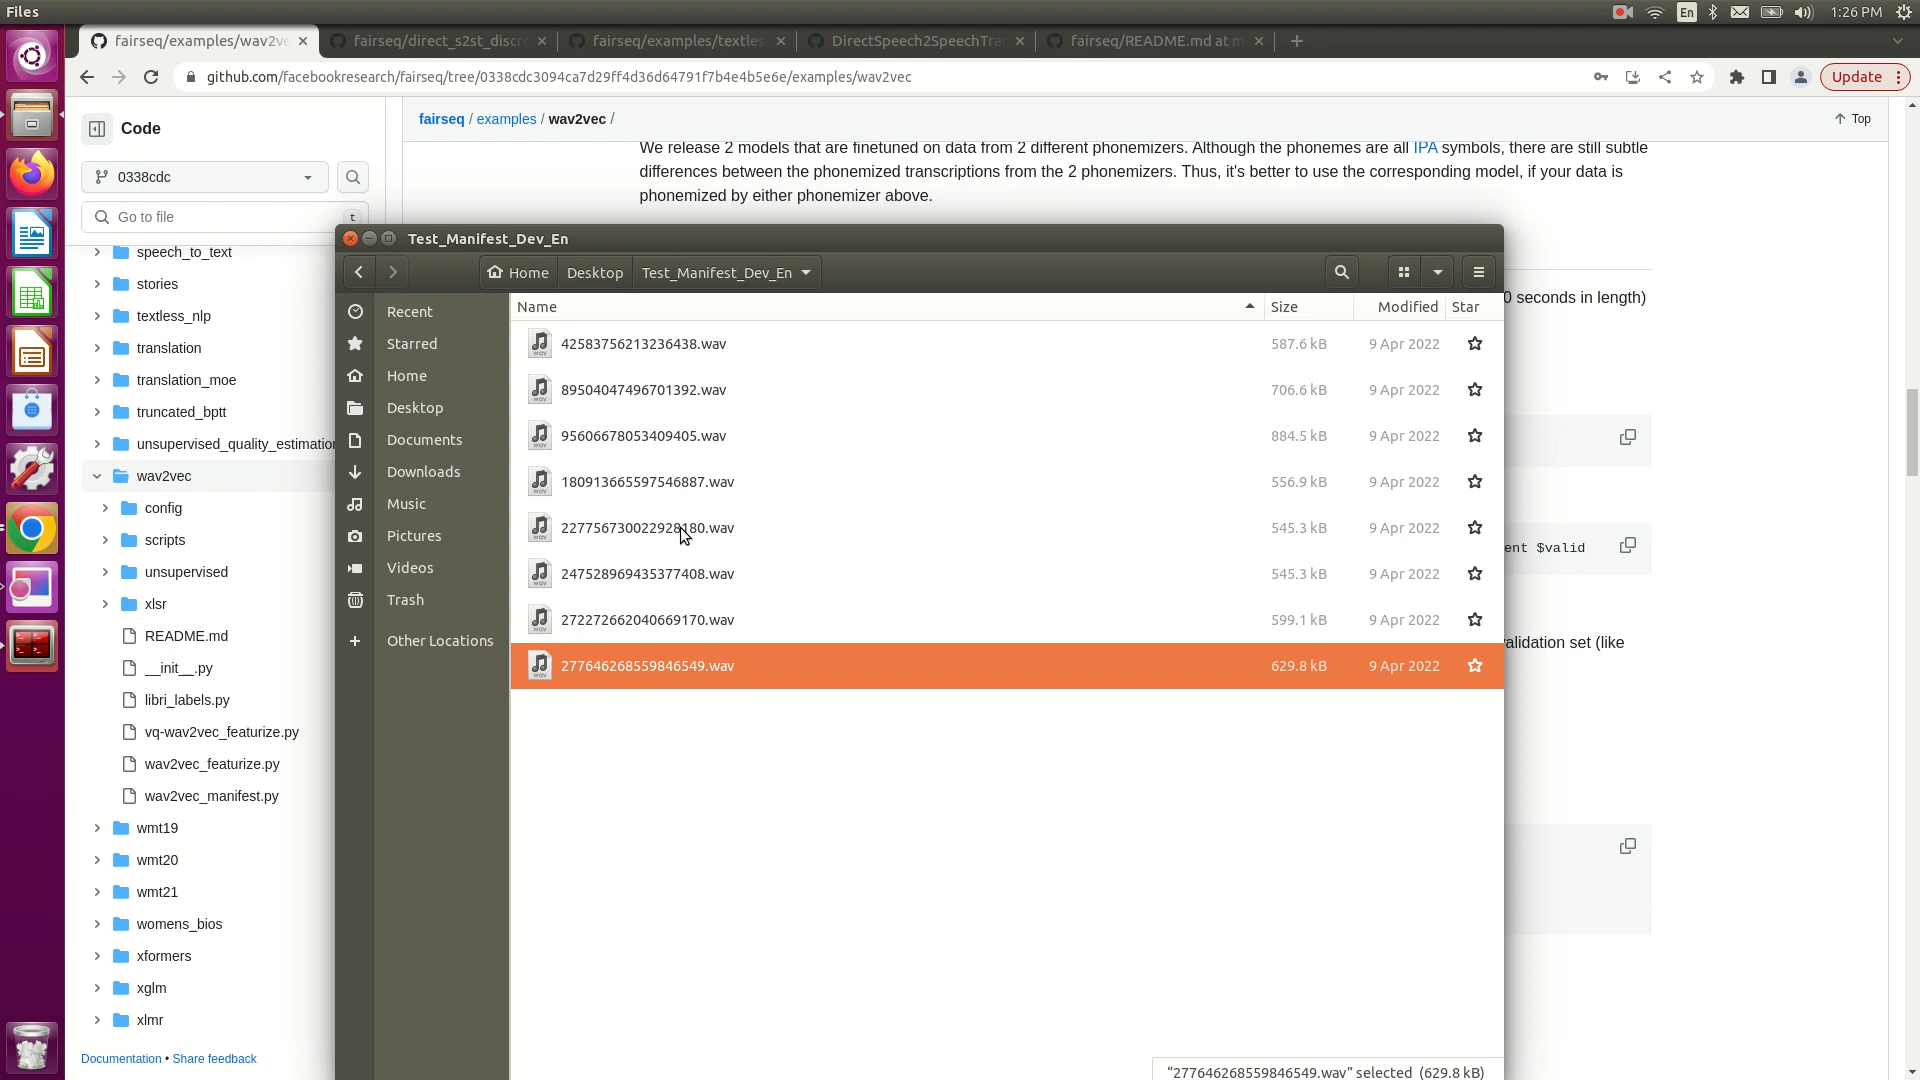 Files
En
1:26 PM
fairseq/examples/wav2ve
fairseq/direct_s2st_discr
fairseq/examples/textles
DirectSpeech2SpeechTra
fairseq/README.md at m
github.com/facebookresearch/fairseq/tree/0338cdc3094ca7d29ff4d36d64791f7b4e4b5e6e/examples/wav2vec
Update
Code
fairseq / examples / wav2vec /
Top
0338cdc
Go to file
t
We release 2 models that are finetuned on data from 2 different phonemizers. Although the phonemes are all IPA symbols, there are still subtle
differences between the phonemized transcriptions from the 2 phonemizers. Thus, it's better to use the corresponding model, if your data is
phonemized by either phonemizer above.
speech_to_text
stories
textless_nlp
translation
translation_moe
truncated_bptt
unsupervised_quality_estimation
wav2vec
config
scripts
unsupervised
xlsr
README.md
__init__.py
libri_labels.py
vq-wav2vec_featurize.py
wav2vec_featurize.py
wav2vec_manifest.py
wmt19
wmt20
wmt21
womens_bios
xformers
xglm
xlmr
Documentation • Share feedback
Test_Manifest_Dev_En
Home
Desktop
Test_Manifest_Dev_En
Recent
Starred
Home
Desktop
Documents
Downloads
Music
Pictures
Videos
Trash
+ Other Locations
Name Size Modified Star
42583756213236438.wav 587.6 kB 9 Apr 2022
89504047496701392.wav 706.6 kB 9 Apr 2022
95606678053409405.wav 884.5 kB 9 Apr 2022
180913665597546887.wav 556.9 kB 9 Apr 2022
227756730022928180.wav 545.3 kB 9 Apr 2022
247528969435377408.wav 545.3 kB 9 Apr 2022
272272662040669170.wav 599.1 kB 9 Apr 2022
277646268559846549.wav 629.8 kB 9 Apr 2022
"277646268559846549.wav" selected (629.8 kB)
0 seconds in length)
ent $valid
alidation set (like